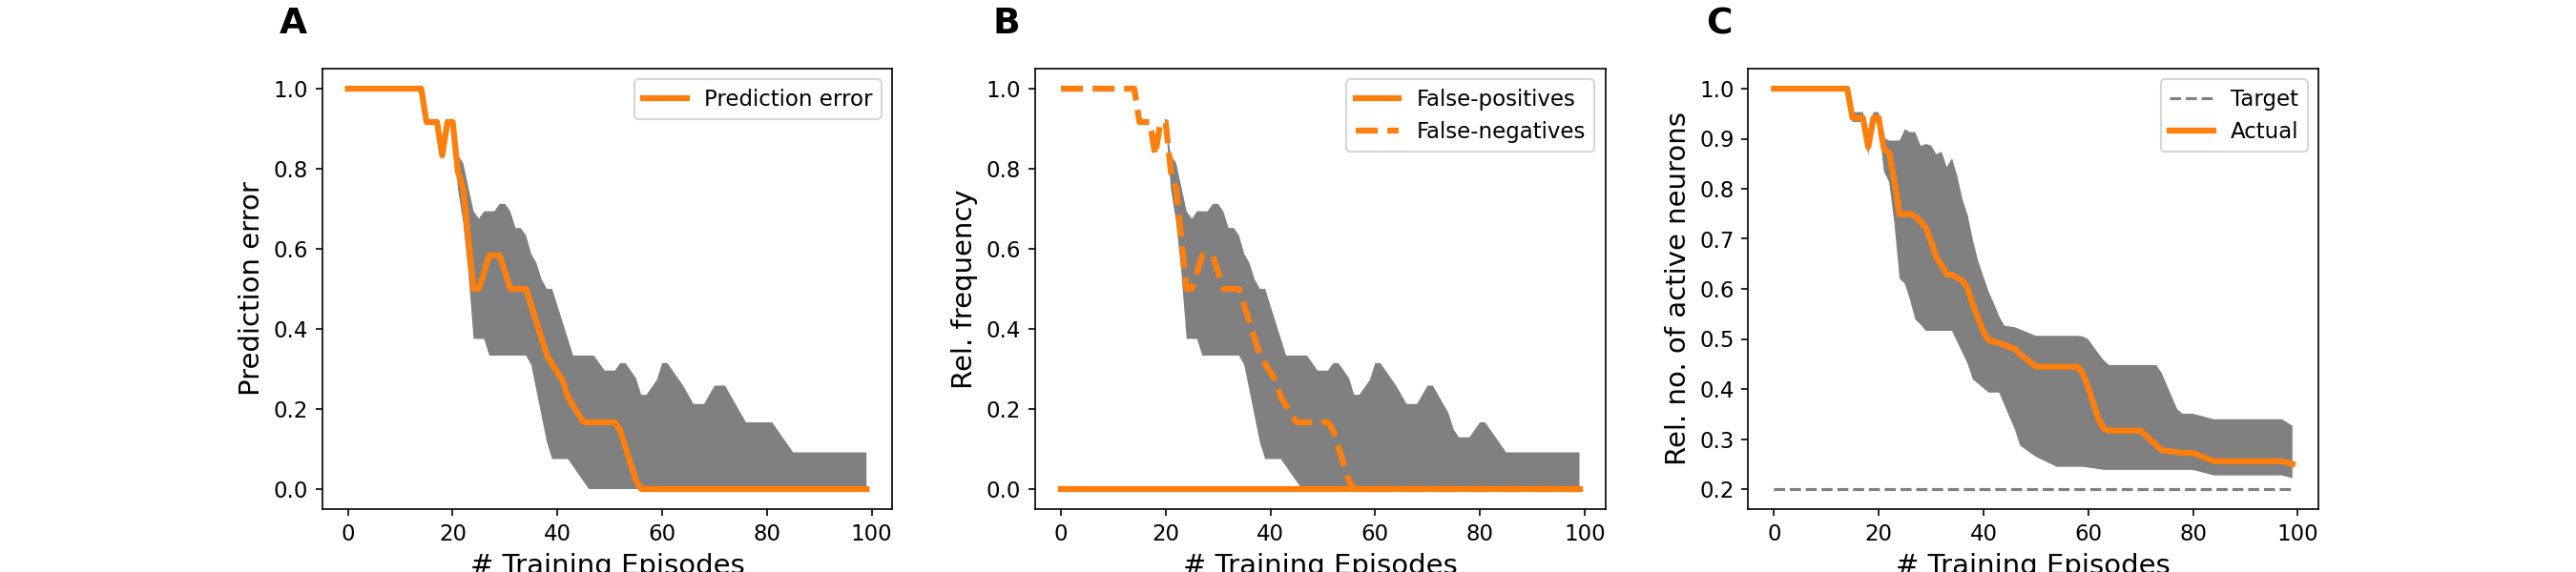 A
B
C
Prediction error
1.0
0.8
0.6
0.4
0.2
0.0
0 20 40 60 80 100
Prediction error
# Training Episodes
False-positives
False-negatives
1.0
0.8
0.6
0.4
0.2
0.0
0 20 40 60 80 100
Rel. frequency
# Training Episodes
Target
Actual
1.0
0.9
0.8
0.7
0.6
0.5
0.4
0.3
0.2
0 20 40 60 80 100
Rel. no. of active neurons
# Training Episodes